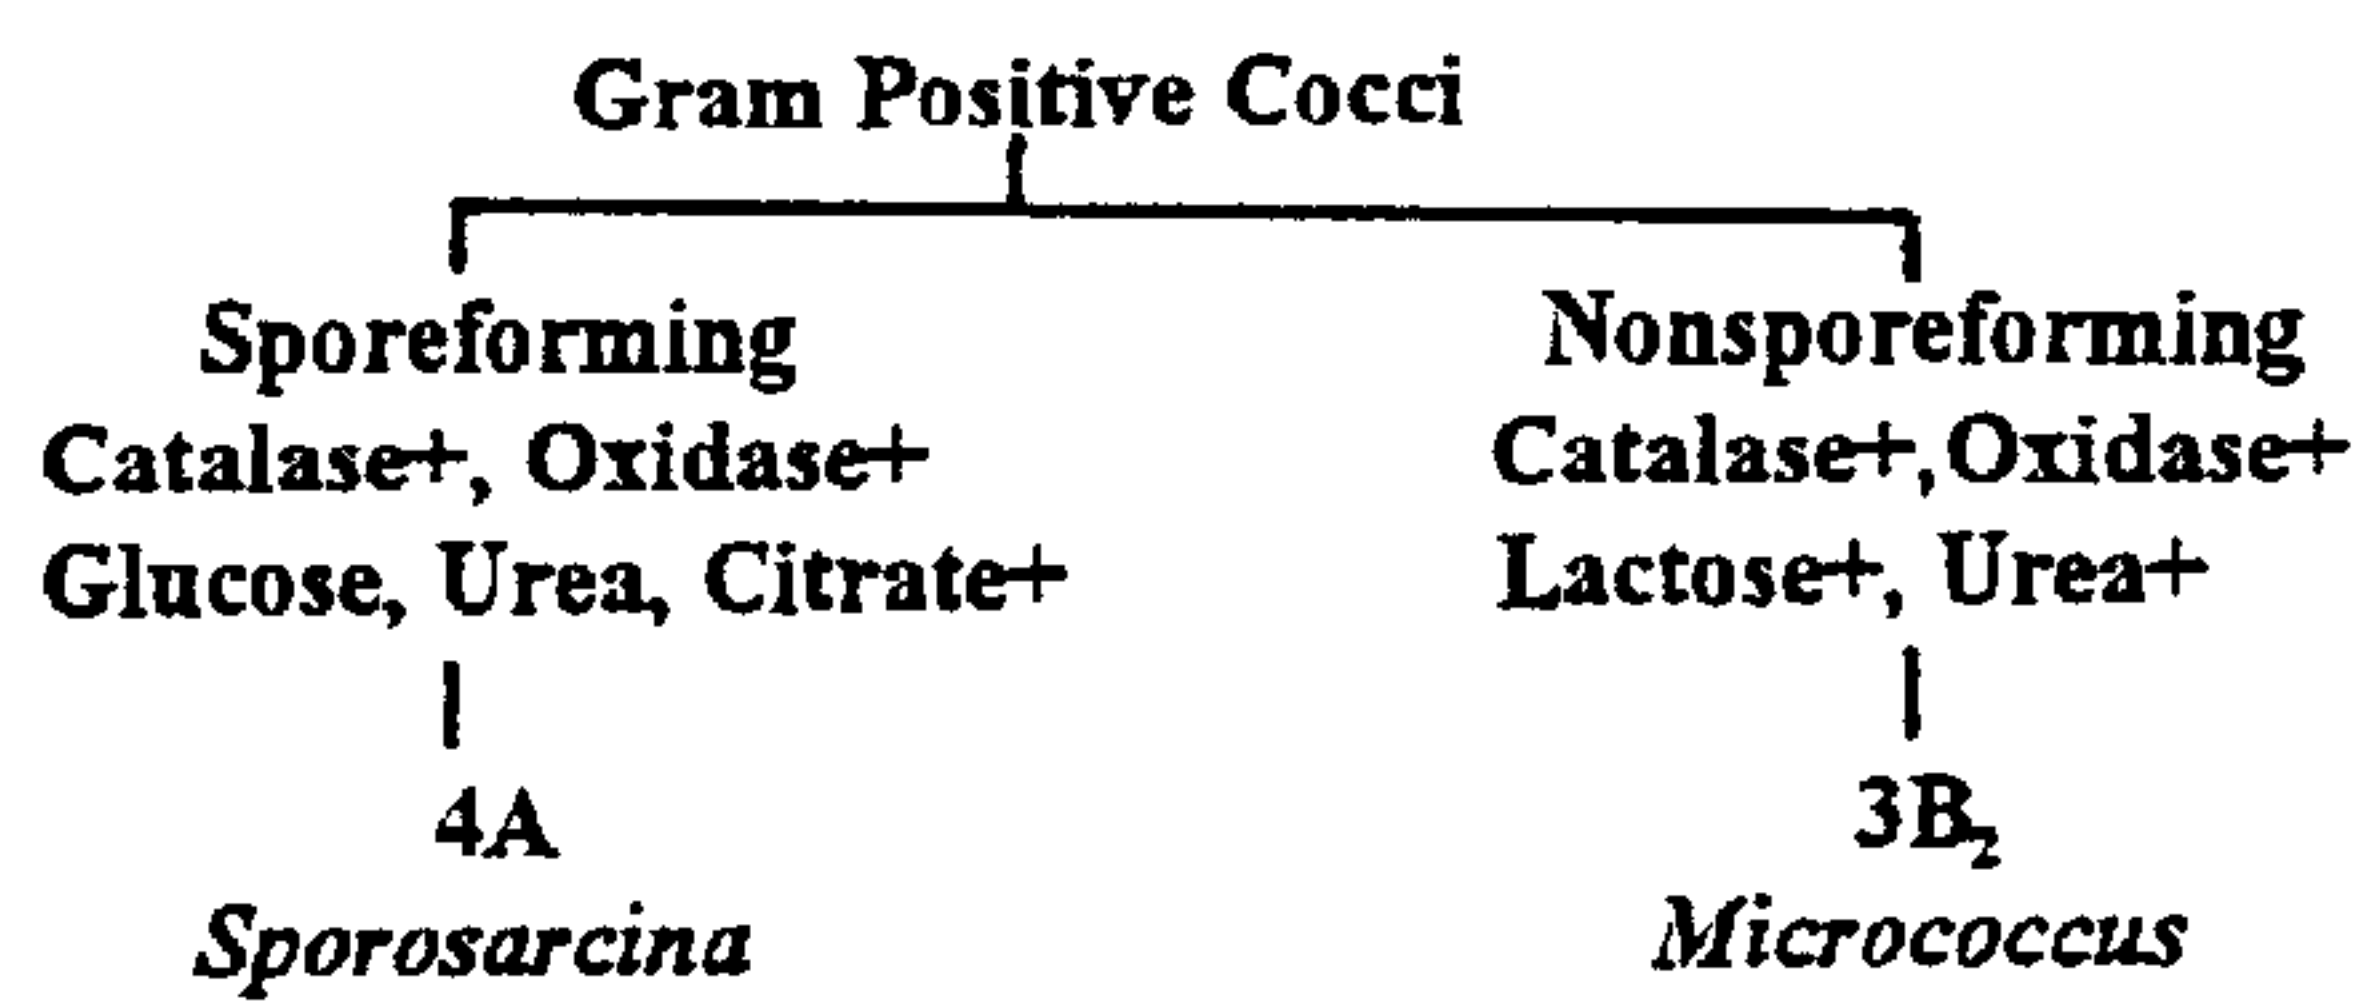 Gram Positive Cocci
Sporeforming
Catalase+, Oxidase+
Glucose, Urea, Citrate+
4A
Sporosarcina
Nonsporeforming
Catalase+, Oxidase+
Lactose+, Urea+
3B₂
Micrococcus